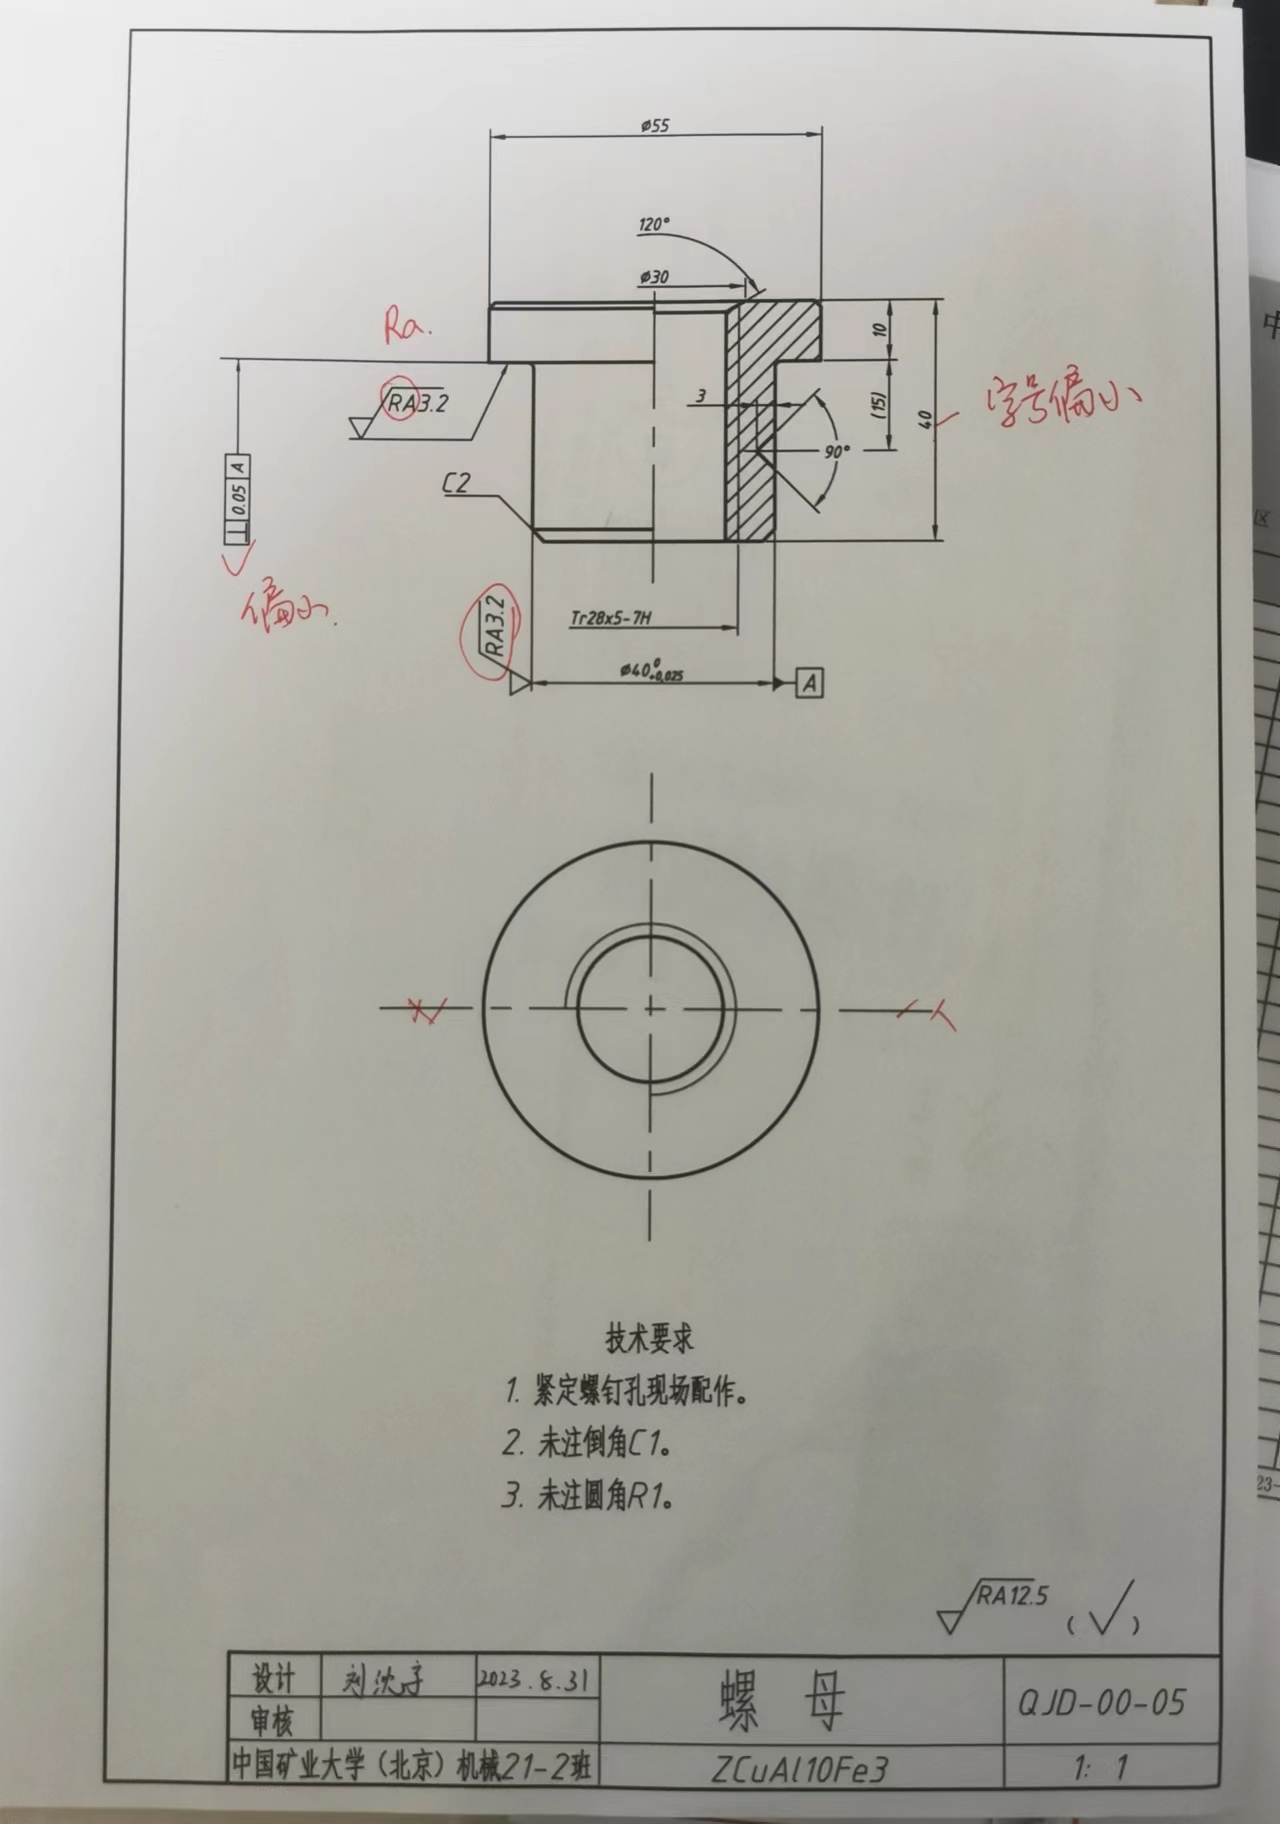 ø55
120°
ø30
Ra.
10
RA3.2
3
(15)
40
字号偏小
90°
C2
⊥ 0.05 A
偏小.
RA3.2
Tr28x5-7H
ø40 0 +0,025
A
技术要求
1. 紧定螺钉孔现场配作。
2. 未注倒角C1。
3. 未注圆角R1。
RA12.5
(√)
设计 2023.8.31 螺母 QJD-00-05
审核
中国矿业大学（北京）机械21-2班 ZCuAl10Fe3 1: 1
区
23-